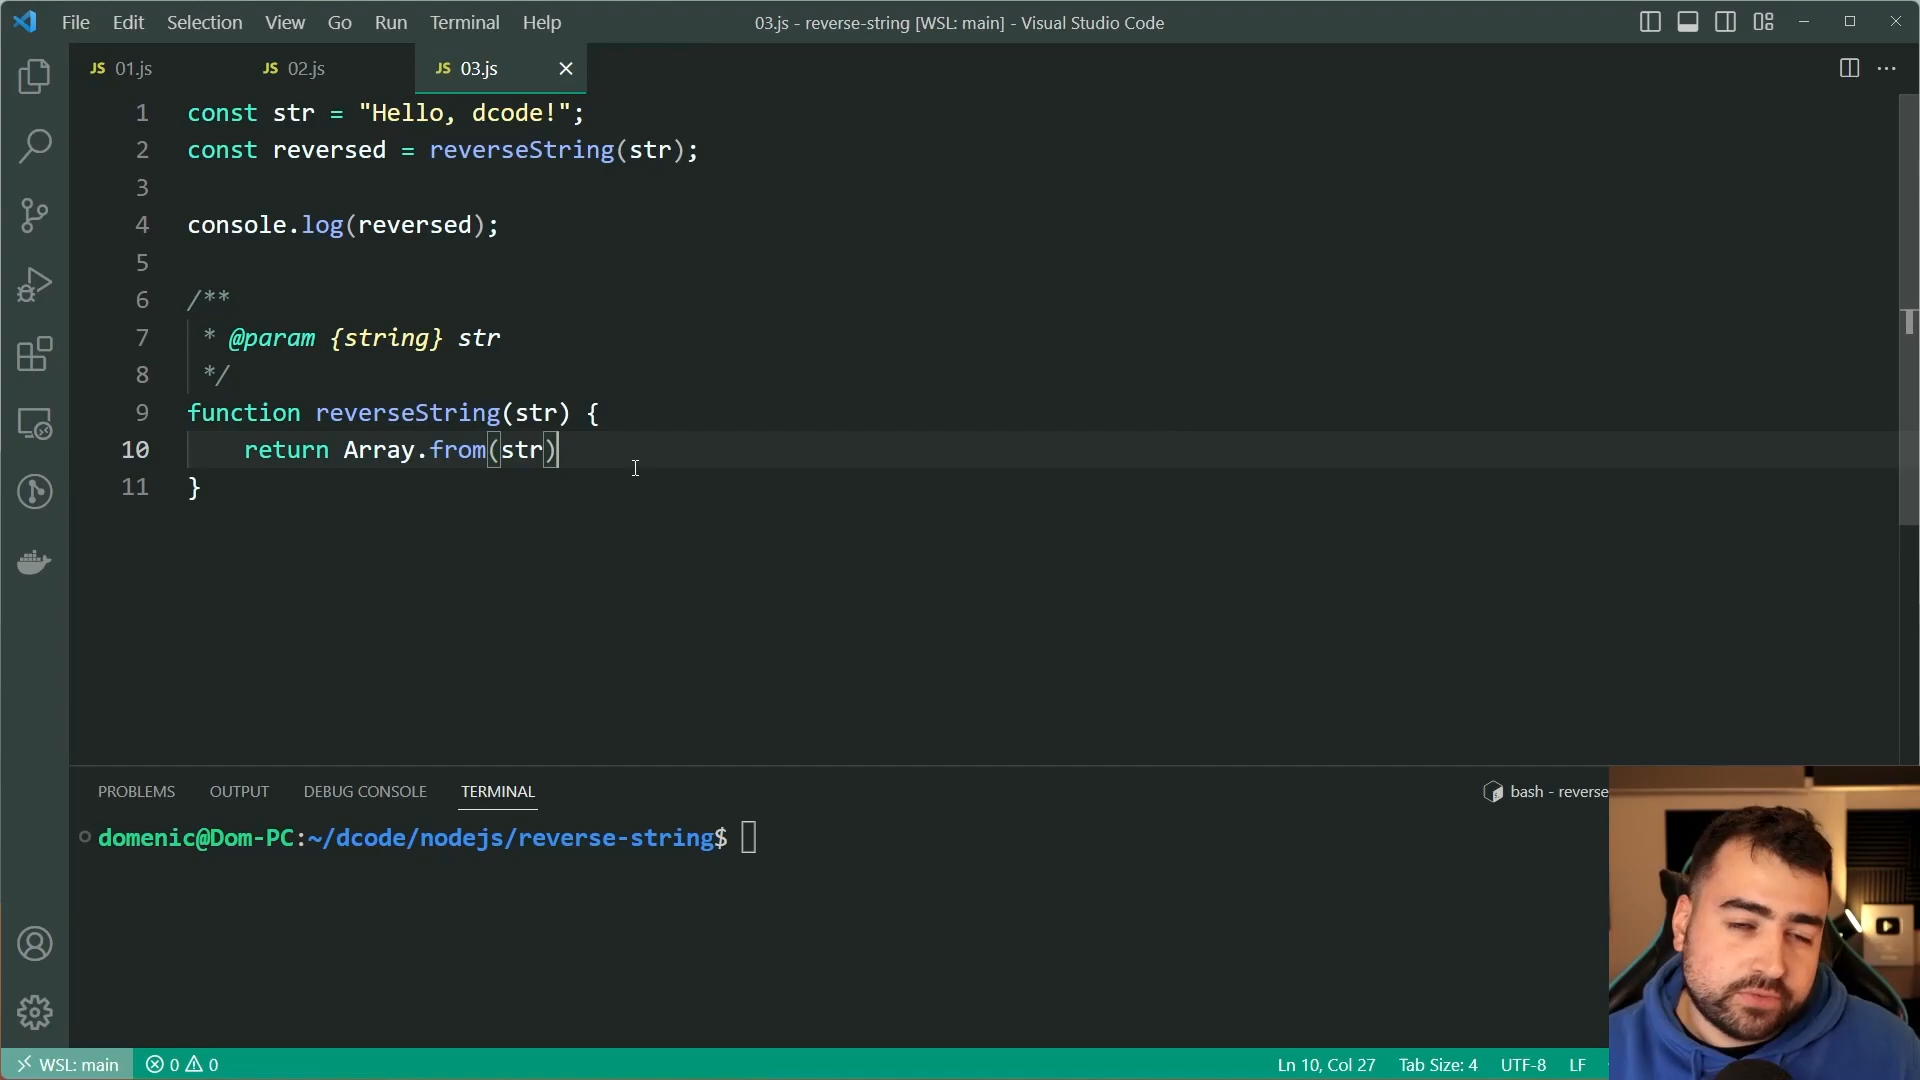 File Edit Selection View Go Run Terminal Help
03.js - reverse-string [WSL: main] - Visual Studio Code
JS 01.js
JS 02.js
JS 03.js
1 const str = "Hello, dcode!";
2 const reversed = reverseString(str);
3
4 console.log(reversed);
5
6 /**
7 * @param {string} str
8 */
9 function reverseString(str) {
10 return Array.from(str)
11 }
PROBLEMS OUTPUT DEBUG CONSOLE TERMINAL
bash - reverse
domenic@Dom-PC:~/dcode/nodejs/reverse-string$
WSL: main 0 0
Ln 10, Col 27 Tab Size: 4 UTF-8 LF